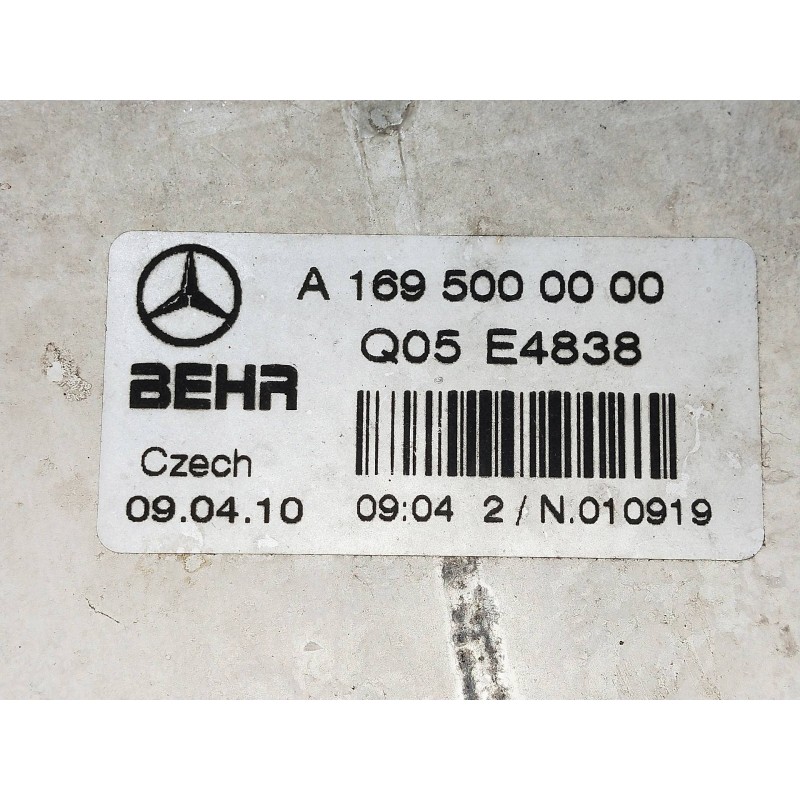 A 169 500 00 00
Q05 E4838
BEHR
Czech
09.04.10 09:04 2 / N.010919